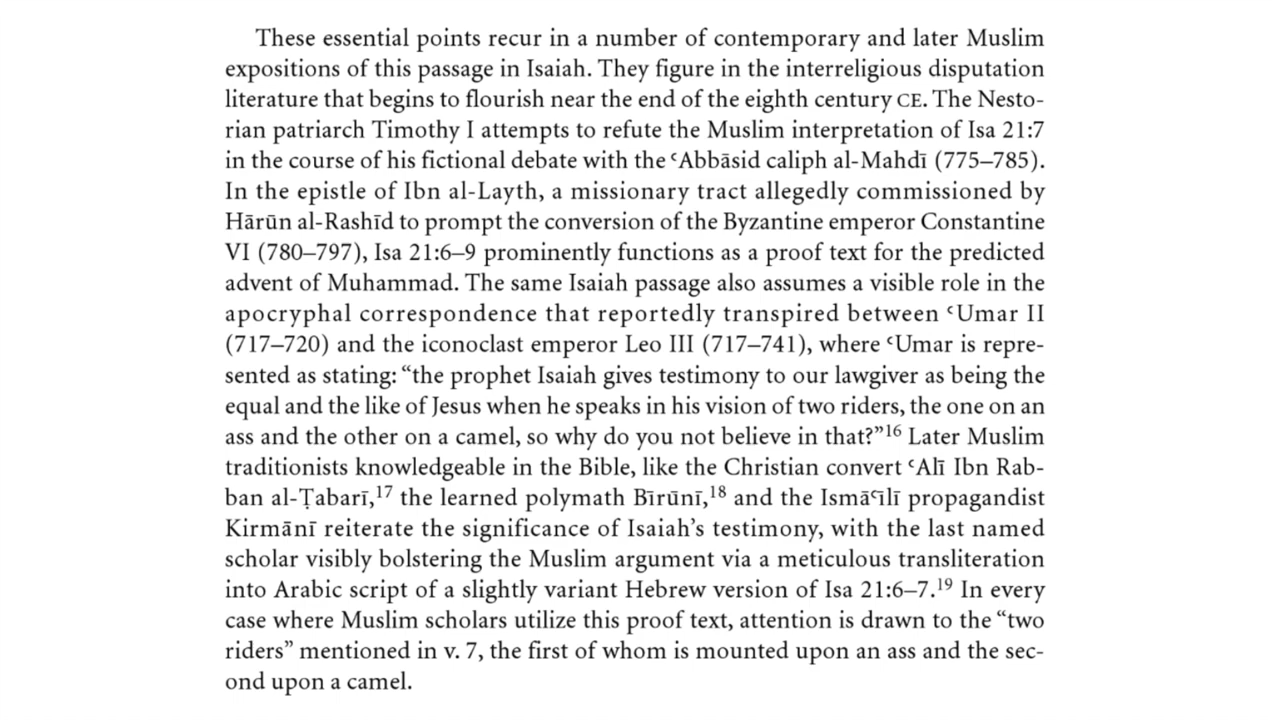 These essential points recur in a number of contemporary and later Muslim
expositions of this passage in Isaiah. They figure in the interreligious disputation
literature that begins to flourish near the end of the eighth century CE. The Nesto-
rian patriarch Timothy I attempts to refute the Muslim interpretation of Isa 21:7
in the course of his fictional debate with the ʿAbbāsid caliph al-Mahdī (775–785).
In the epistle of Ibn al-Layth, a missionary tract allegedly commissioned by
Hārūn al-Rashīd to prompt the conversion of the Byzantine emperor Constantine
VI (780–797), Isa 21:6–9 prominently functions as a proof text for the predicted
advent of Muhammad. The same Isaiah passage also assumes a visible role in the
apocryphal correspondence that reportedly transpired between ʿUmar II
(717–720) and the iconoclast emperor Leo III (717–741), where ʿUmar is repre-
sented as stating: “the prophet Isaiah gives testimony to our lawgiver as being the
equal and the like of Jesus when he speaks in his vision of two riders, the one on an
ass and the other on a camel, so why do you not believe in that?”16 Later Muslim
traditionists knowledgeable in the Bible, like the Christian convert ʿAlī Ibn Rab-
ban al-Ṭabarī,17 the learned polymath Bīrūnī,18 and the Ismāʿīlī propagandist
Kirmānī reiterate the significance of Isaiah’s testimony, with the last named
scholar visibly bolstering the Muslim argument via a meticulous transliteration
into Arabic script of a slightly variant Hebrew version of Isa 21:6–7.19 In every
case where Muslim scholars utilize this proof text, attention is drawn to the “two
riders” mentioned in v. 7, the first of whom is mounted upon an ass and the sec-
ond upon a camel.